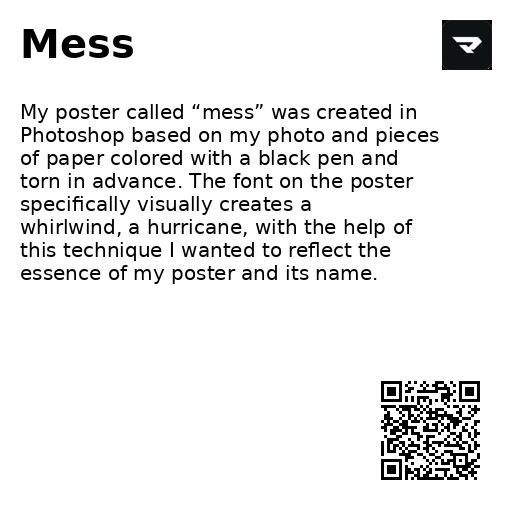 Mess
My poster called “mess” was created in
Photoshop based on my photo and pieces
of paper colored with a black pen and
torn in advance. The font on the poster
specifically visually creates a
whirlwind, a hurricane, with the help of
this technique I wanted to reflect the
essence of my poster and its name.